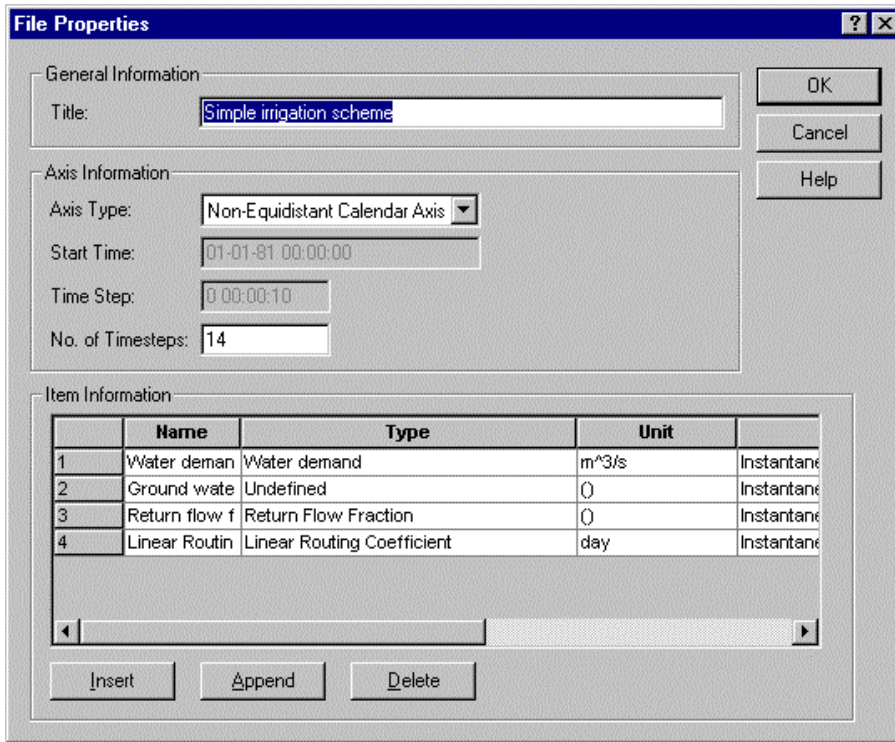 File Properties
General Information
Title: Simple irrigation scheme
OK
Cancel
Help
Axis Information
Axis Type: Non-Equidistant Calendar Axis
Start Time: 01-01-81 00:00:00
Time Step: 0 00:00:10
No. of Timesteps: 14
Item Information
Name Type Unit
1 Water deman Water demand m^3/s Instantane
2 Ground wate Undefined () Instantane
3 Return flow f Return Flow Fraction () Instantane
4 Linear Routin Linear Routing Coefficient day Instantane
Insert Append Delete